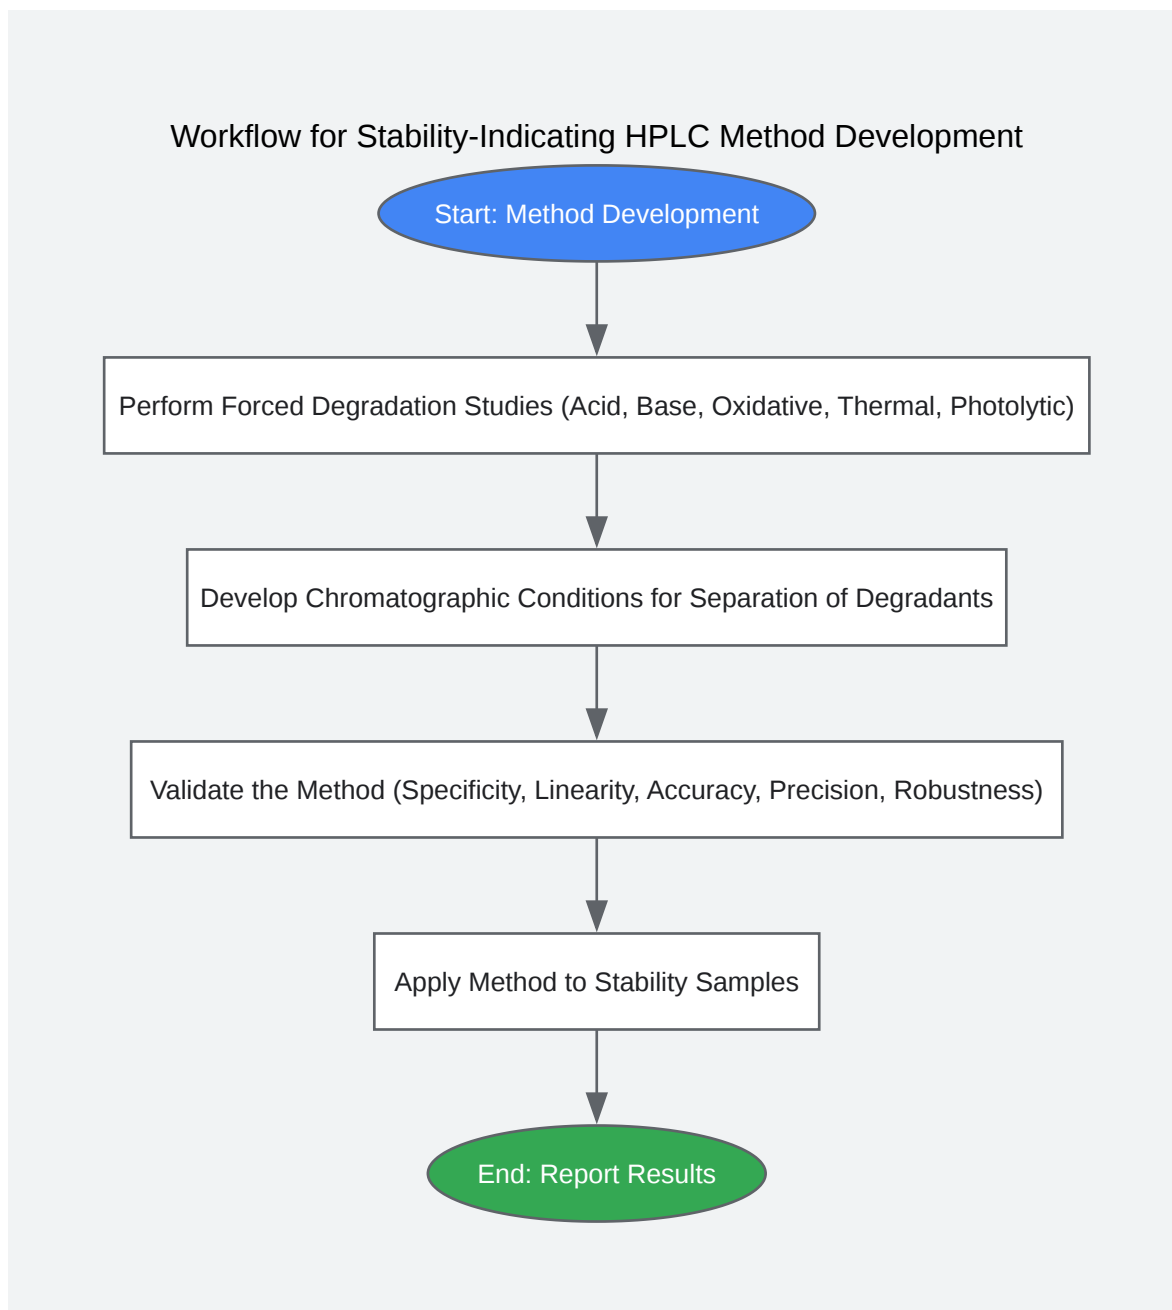 Workflow for Stability-Indicating HPLC Method Development
Start: Method Development
Perform Forced Degradation Studies (Acid, Base, Oxidative, Thermal, Photolytic)
Develop Chromatographic Conditions for Separation of Degradants
Validate the Method (Specificity, Linearity, Accuracy, Precision, Robustness)
Apply Method to Stability Samples
End: Report Results